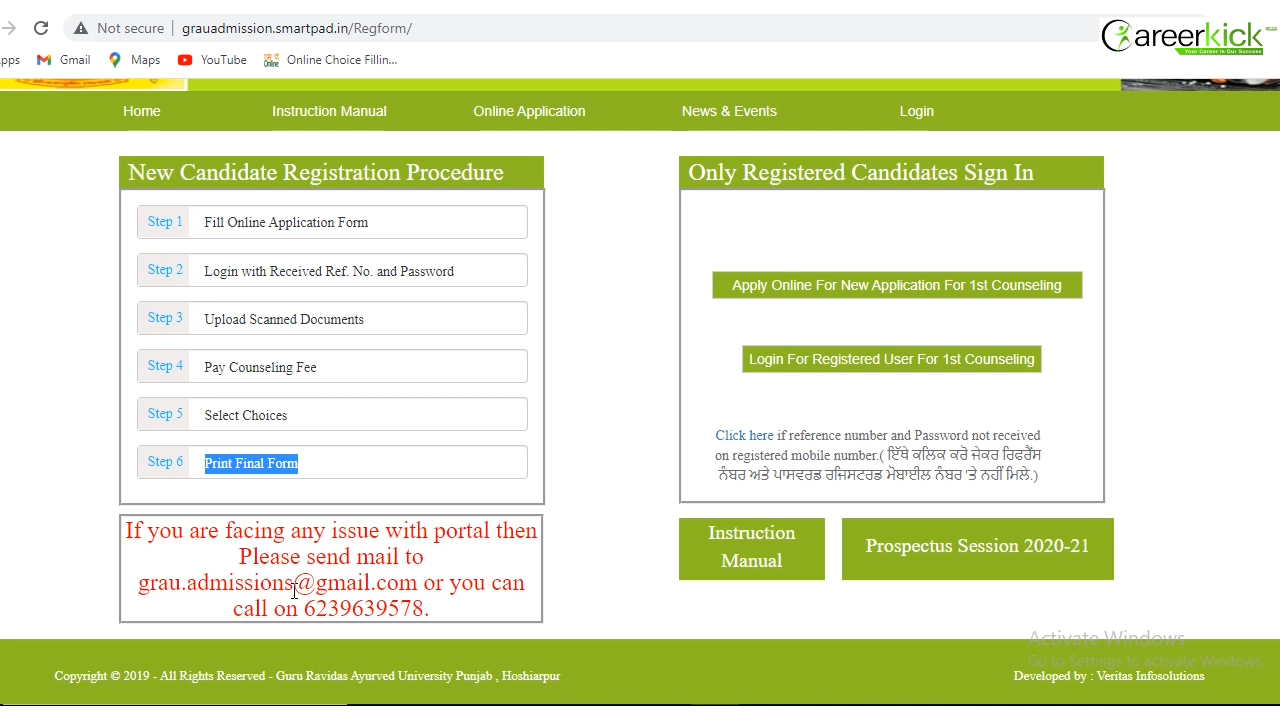 Not secure
grauadmission.smartpad.in/Regform/
areerkick
Your Career is Our Success
pps
Gmail
Maps
YouTube
Online Choice Fillin...
Home
Instruction Manual
Online Application
News & Events
Login
New Candidate Registration Procedure
Step 1 Fill Online Application Form
Step 2 Login with Received Ref. No. and Password
Step 3 Upload Scanned Documents
Step 4 Pay Counseling Fee
Step 5 Select Choices
Step 6 Print Final Form
If you are facing any issue with portal then
Please send mail to
grau.admissions@gmail.com or you can
call on 6239639578.
Only Registered Candidates Sign In
Apply Online For New Application For 1st Counseling
Login For Registered User For 1st Counseling
Click here if reference number and Password not received
on registered mobile number.( ਇੱਥੇ ਕਲਿਕ ਕਰੋ ਜੇਕਰ ਰਿਫਰੈਂਸ
ਨੰਬਰ ਅਤੇ ਪਾਸਵਰਡ ਰਜਿਸਟਰਡ ਮੋਬਾਈਲ ਨੰਬਰ 'ਤੇ ਨਹੀਂ ਮਿਲੇ.)
Instruction
Manual
Prospectus Session 2020-21
Activate Windows
Go to Settings to activate Windows.
Copyright © 2019 - All Rights Reserved - Guru Ravidas Ayurved University Punjab , Hoshiarpur
Developed by : Veritas Infosolutions